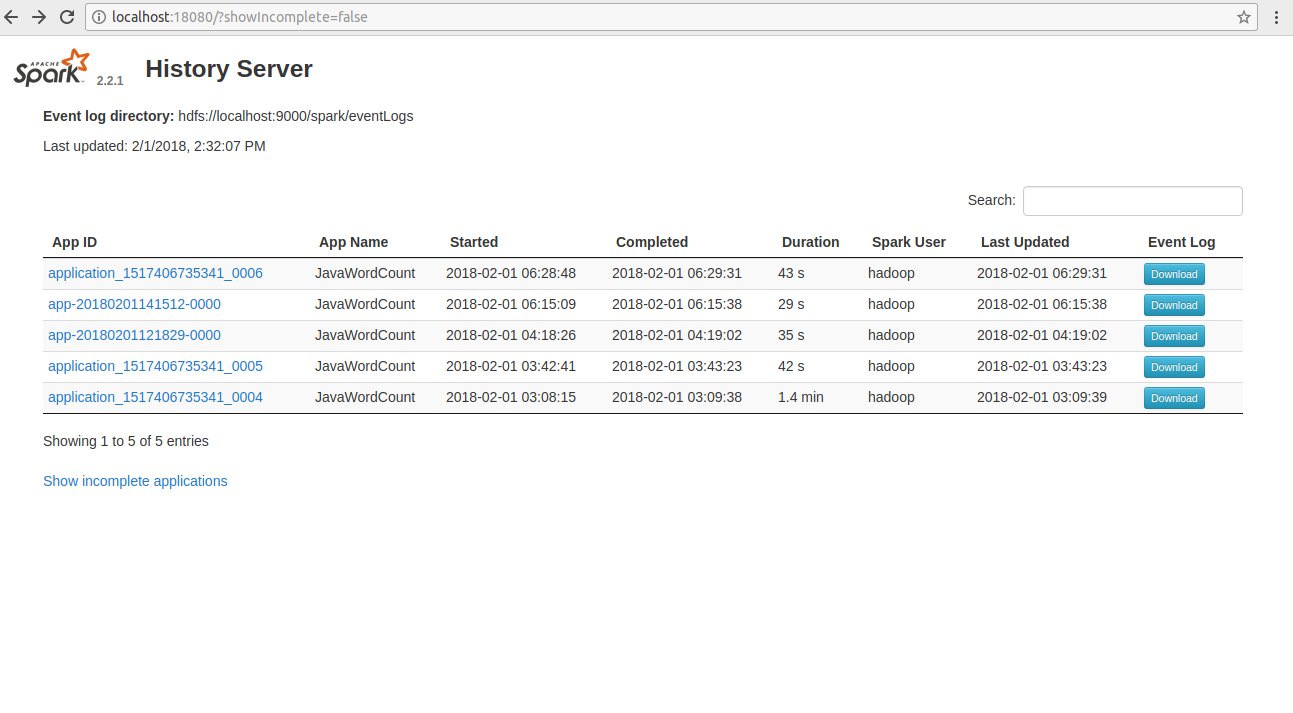 localhost:18080/?showIncomplete=false
APACHE
Spark 2.2.1 History Server
Event log directory: hdfs://localhost:9000/spark/eventLogs
Last updated: 2/1/2018, 2:32:07 PM
Search:
App ID App Name Started Completed Duration Spark User Last Updated Event Log
application_1517406735341_0006 JavaWordCount 2018-02-01 06:28:48 2018-02-01 06:29:31 43 s hadoop 2018-02-01 06:29:31 Download
app-20180201141512-0000 JavaWordCount 2018-02-01 06:15:09 2018-02-01 06:15:38 29 s hadoop 2018-02-01 06:15:38 Download
app-20180201121829-0000 JavaWordCount 2018-02-01 04:18:26 2018-02-01 04:19:02 35 s hadoop 2018-02-01 04:19:02 Download
application_1517406735341_0005 JavaWordCount 2018-02-01 03:42:41 2018-02-01 03:43:23 42 s hadoop 2018-02-01 03:43:23 Download
application_1517406735341_0004 JavaWordCount 2018-02-01 03:08:15 2018-02-01 03:09:38 1.4 min hadoop 2018-02-01 03:09:39 Download
Showing 1 to 5 of 5 entries
Show incomplete applications